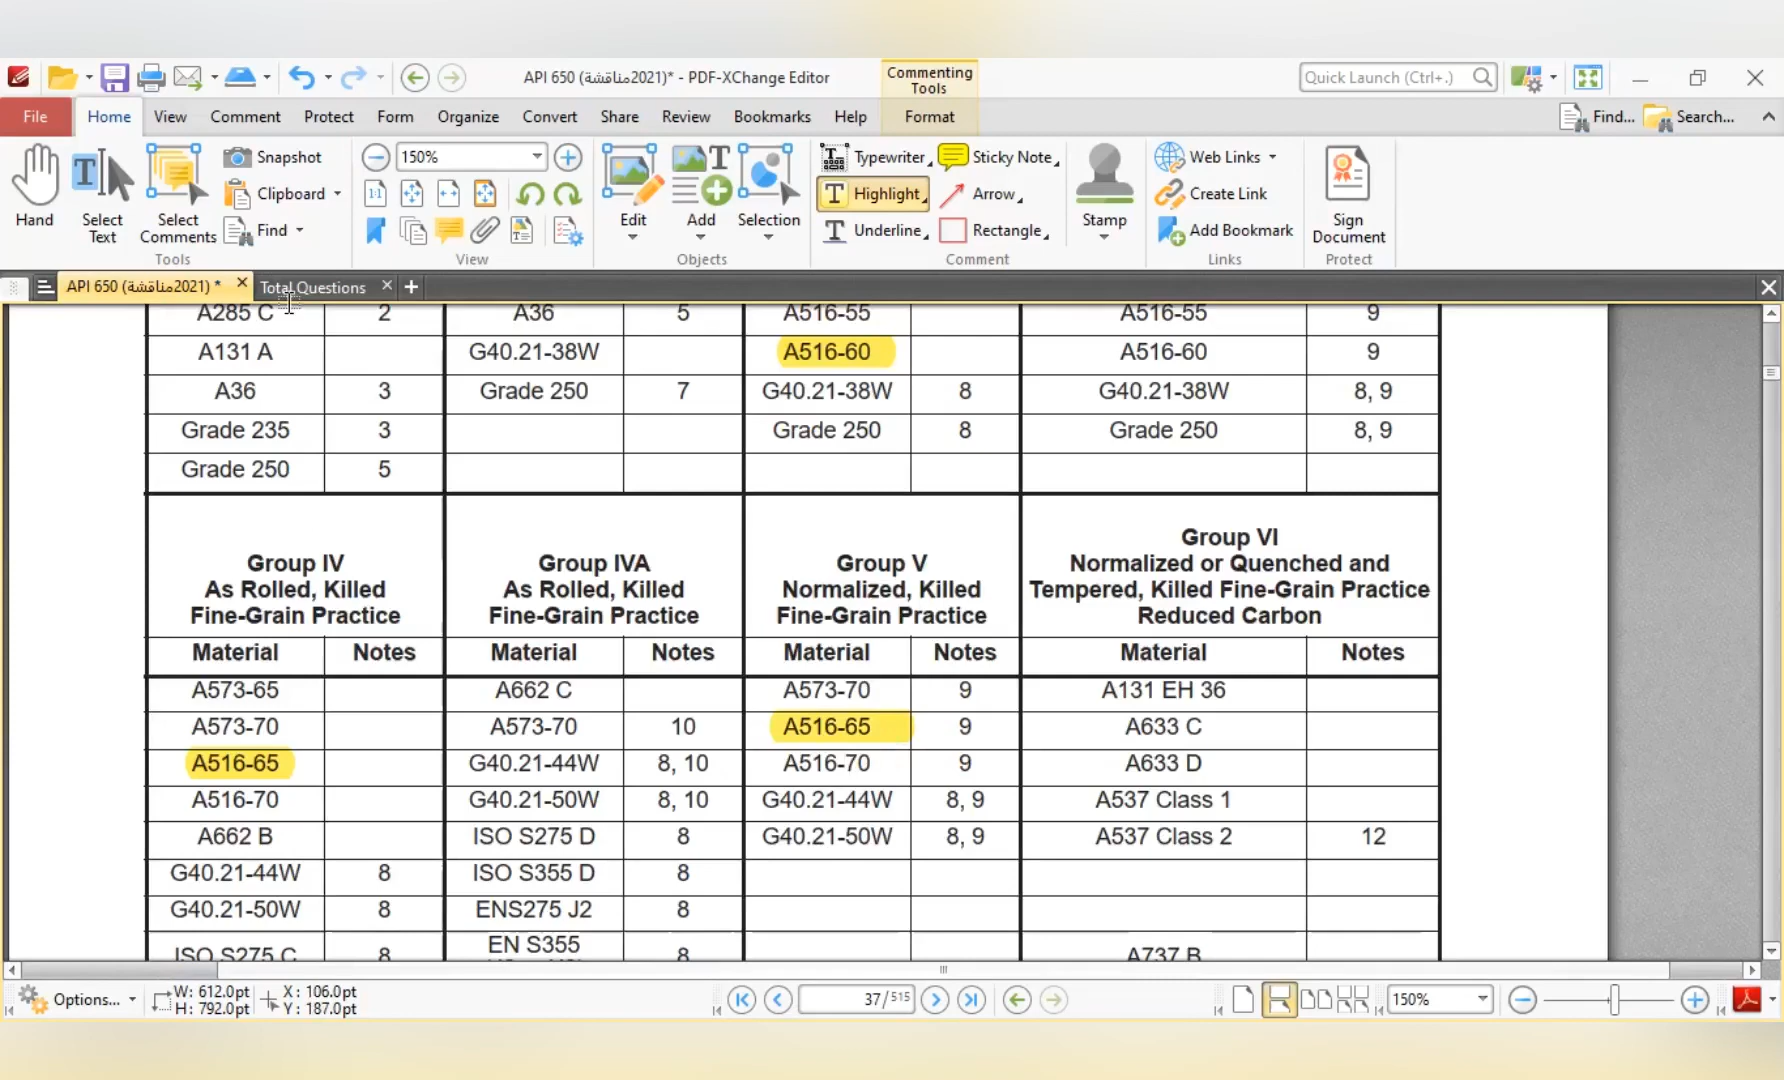 API 650 (مناقشة2021)* - PDF-XChange Editor
Commenting
Tools
Quick Launch (Ctrl+.)
File
Home
View
Comment
Protect
Form
Organize
Convert
Share
Review
Bookmarks
Help
Format
Find...
Search...
Hand
Select
Text
Select
Comments
Snapshot
Clipboard
Find
Tools
150%
View
Edit
Add
Selection
Objects
Typewriter
Sticky Note
Highlight
Arrow
Underline
Rectangle
Comment
Stamp
Web Links
Create Link
Add Bookmark
Links
Sign
Document
Protect
API 650 (مناقشة2021) *
Total Questions
A285 C 2 A36 5 A516-55 A516-55 9
A131 A G40.21-38W A516-60 A516-60 9
A36 3 Grade 250 7 G40.21-38W 8 G40.21-38W 8, 9
Grade 235 3 Grade 250 8 Grade 250 8, 9
Grade 250 5
Group IV
As Rolled, Killed
Fine-Grain Practice
Group IVA
As Rolled, Killed
Fine-Grain Practice
Group V
Normalized, Killed
Fine-Grain Practice
Group VI
Normalized or Quenched and
Tempered, Killed Fine-Grain Practice
Reduced Carbon
Material Notes Material Notes Material Notes Material Notes
A573-65 A662 C A573-70 9 A131 EH 36
A573-70 A573-70 10 A516-65 9 A633 C
A516-65 G40.21-44W 8, 10 A516-70 9 A633 D
A516-70 G40.21-50W 8, 10 G40.21-44W 8, 9 A537 Class 1
A662 B ISO S275 D 8 G40.21-50W 8, 9 A537 Class 2 12
G40.21-44W 8 ISO S355 D 8
G40.21-50W 8 ENS275 J2 8
ISO S275 C 8 EN S355 8 A737 B
Options...
W: 612.0pt
H: 792.0pt
X: 106.0pt
Y: 187.0pt
37/515
150%